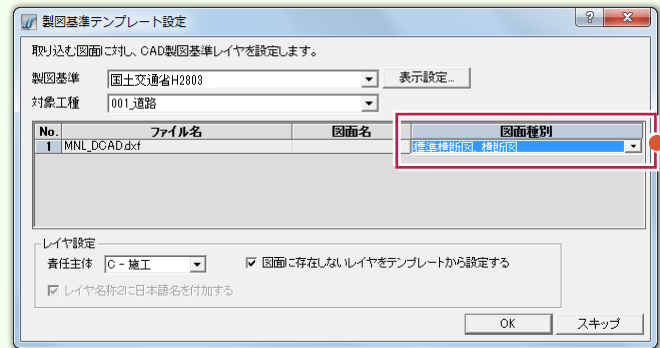 製図基準テンプレート設定
取り込む図面に対し、CAD製図基準レイヤを設定します。
製図基準 国土交通省H2803 表示設定...
対象工種 001_道路
No. ファイル名 図面名 図面種別
1 MNL_DCAD.dxf 標準横断図、横断図
レイヤ設定
責任主体 C - 施工 図面に存在しないレイヤをテンプレートから設定する
レイヤ名称2に日本語名を付加する
OK スキップ